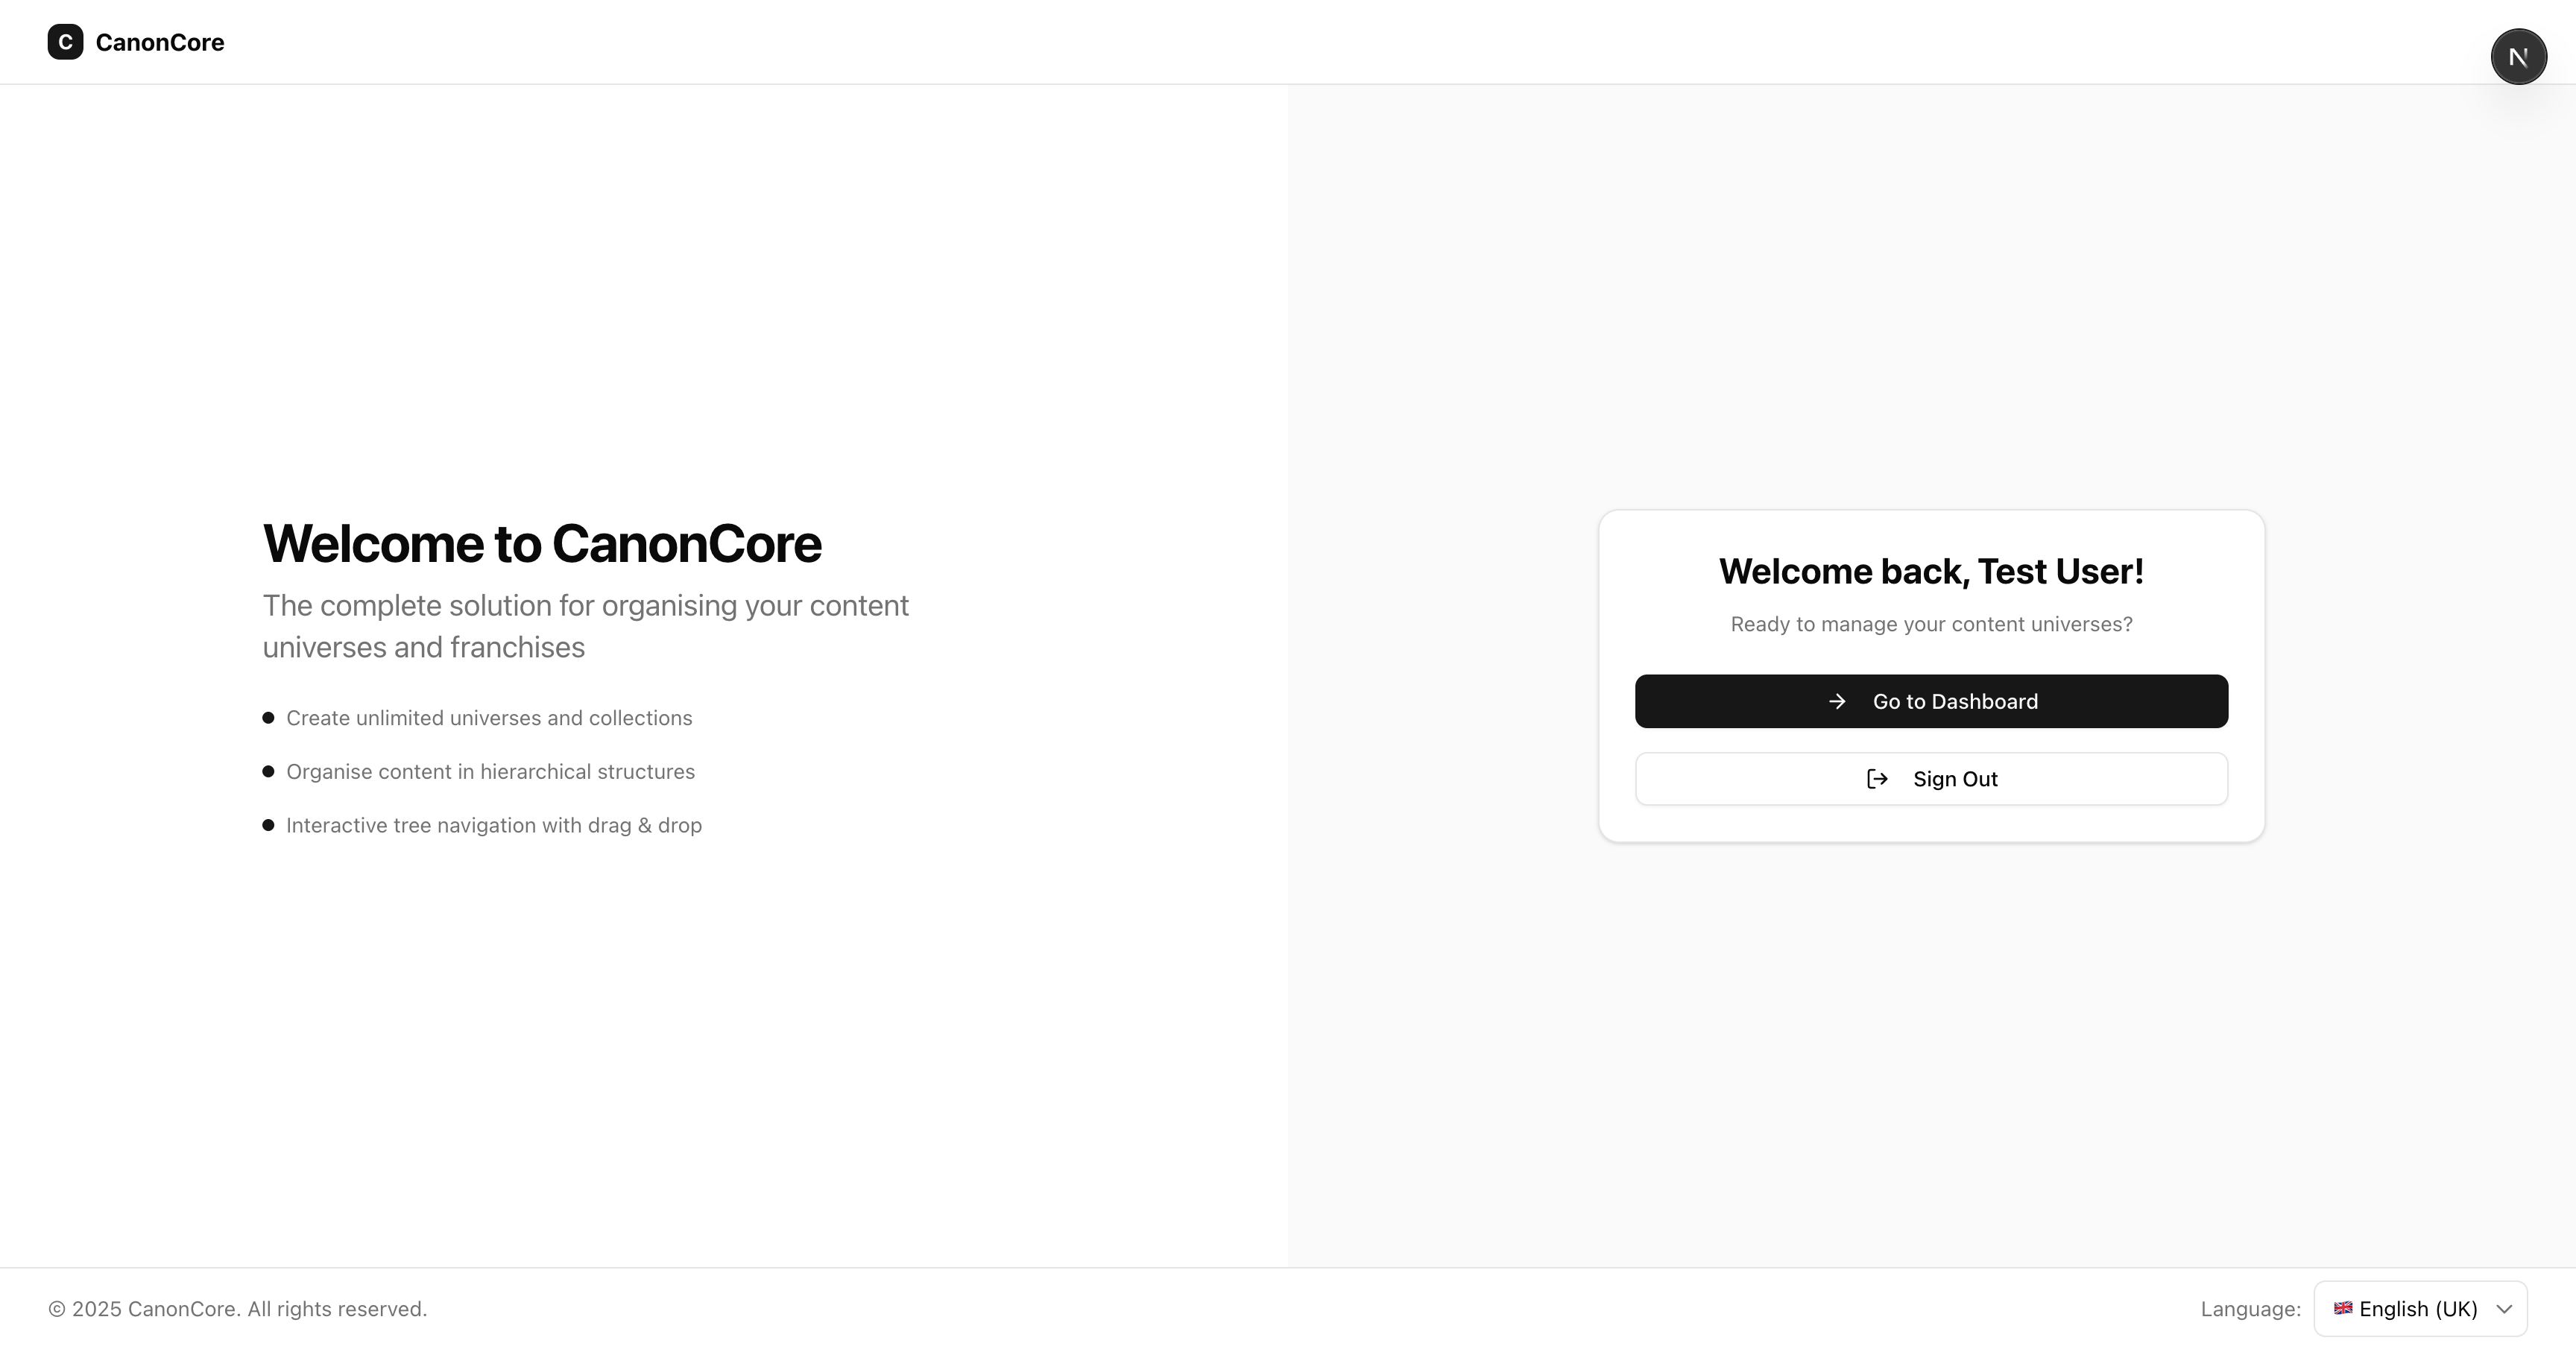 C CanonCore
N
Welcome to CanonCore
The complete solution for organising your content
universes and franchises
Create unlimited universes and collections
Organise content in hierarchical structures
Interactive tree navigation with drag & drop
Welcome back, Test User!
Ready to manage your content universes?
Go to Dashboard
Sign Out
© 2025 CanonCore. All rights reserved.
Language: 🇬🇧 English (UK)